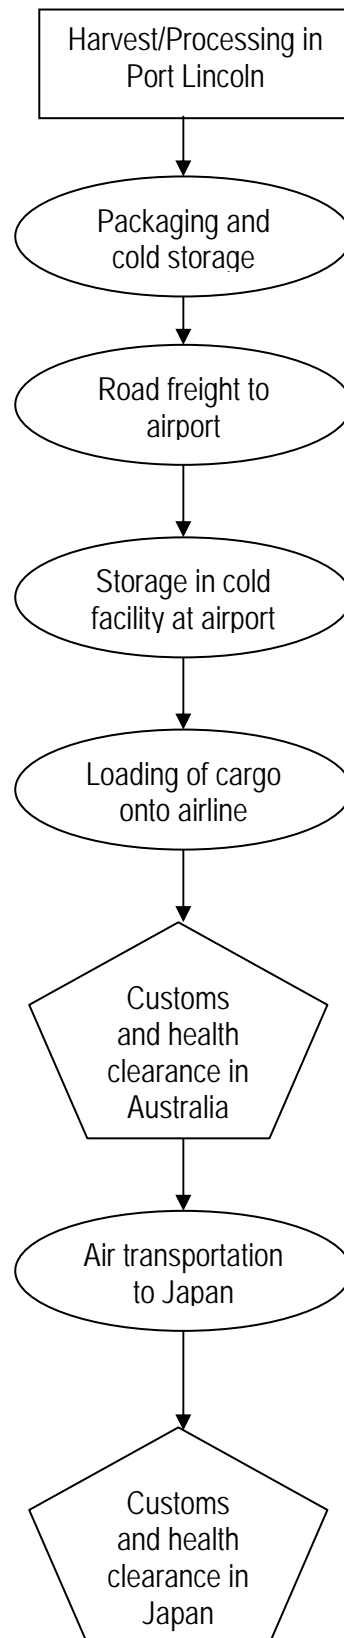 Harvest/Processing in
Port Lincoln
Packaging and
cold storage
Road freight to
airport
Storage in cold
facility at airport
Loading of cargo
onto airline
Customs
and health
clearance in
Australia
Air transportation
to Japan
Customs
and health
clearance in
Japan